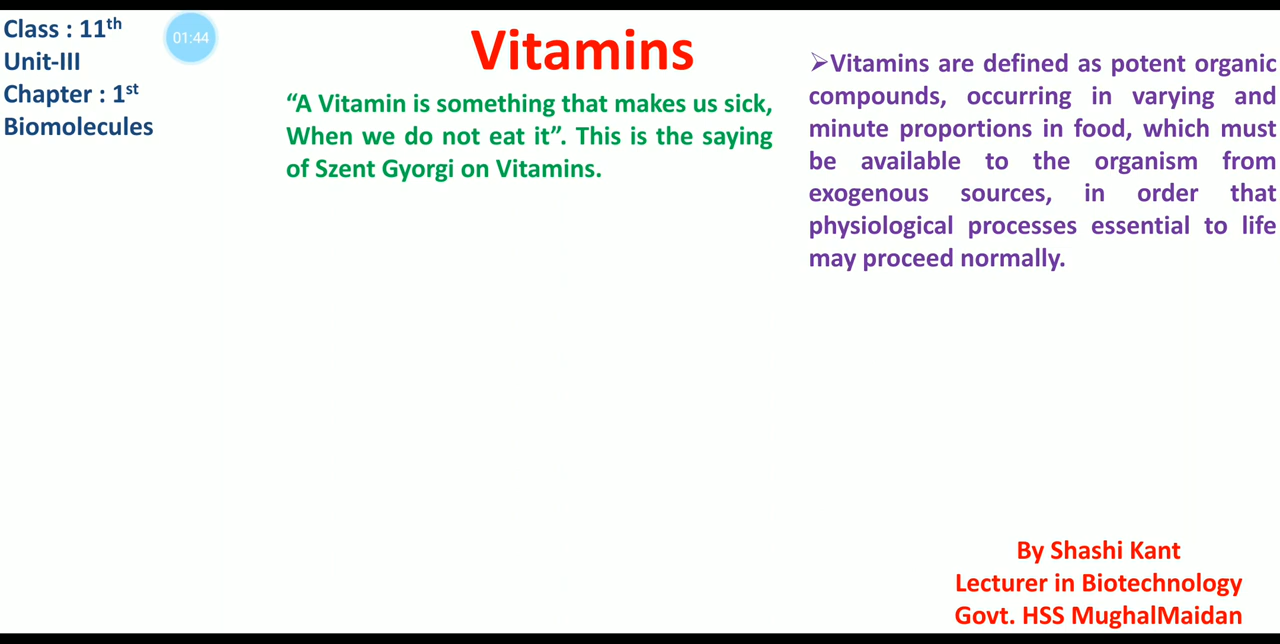 Class : 11th
Unit-III
Chapter : 1st
Biomolecules
01:44
Vitamins
“A Vitamin is something that makes us sick,
When we do not eat it”. This is the saying
of Szent Gyorgi on Vitamins.
➢Vitamins are defined as potent organic
compounds, occurring in varying and
minute proportions in food, which must
be available to the organism from
exogenous sources, in order that
physiological processes essential to life
may proceed normally.
By Shashi Kant
Lecturer in Biotechnology
Govt. HSS MughalMaidan